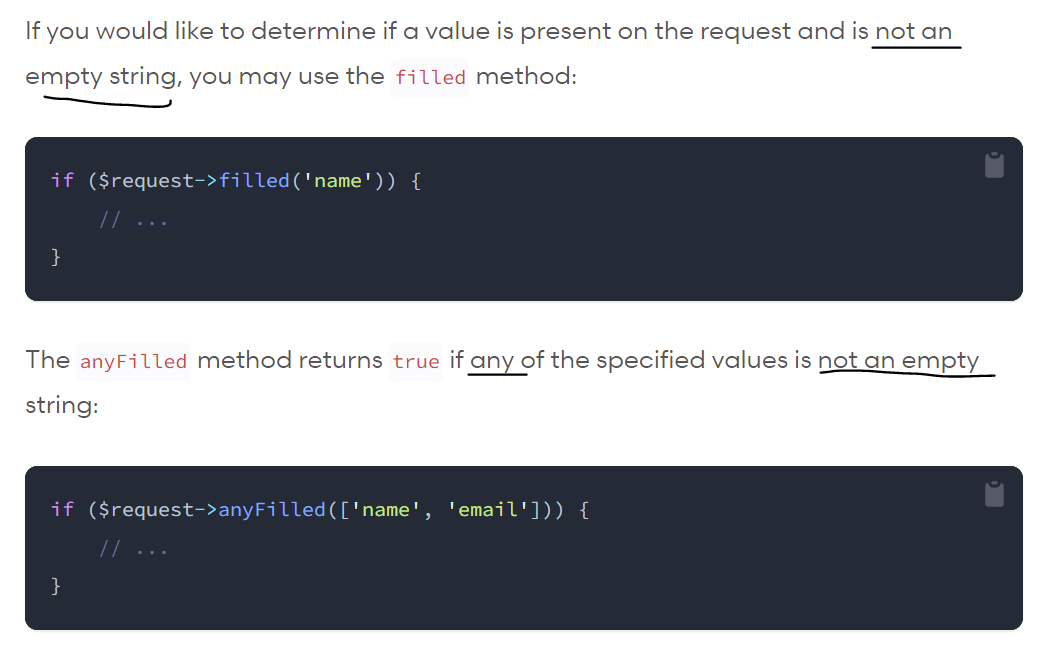 If you would like to determine if a value is present on the request and is not an
empty string, you may use the filled method:
if ($request->filled('name')) {
    // ...
}
The anyFilled method returns true if any of the specified values is not an empty
string:
if ($request->anyFilled(['name', 'email'])) {
    // ...
}